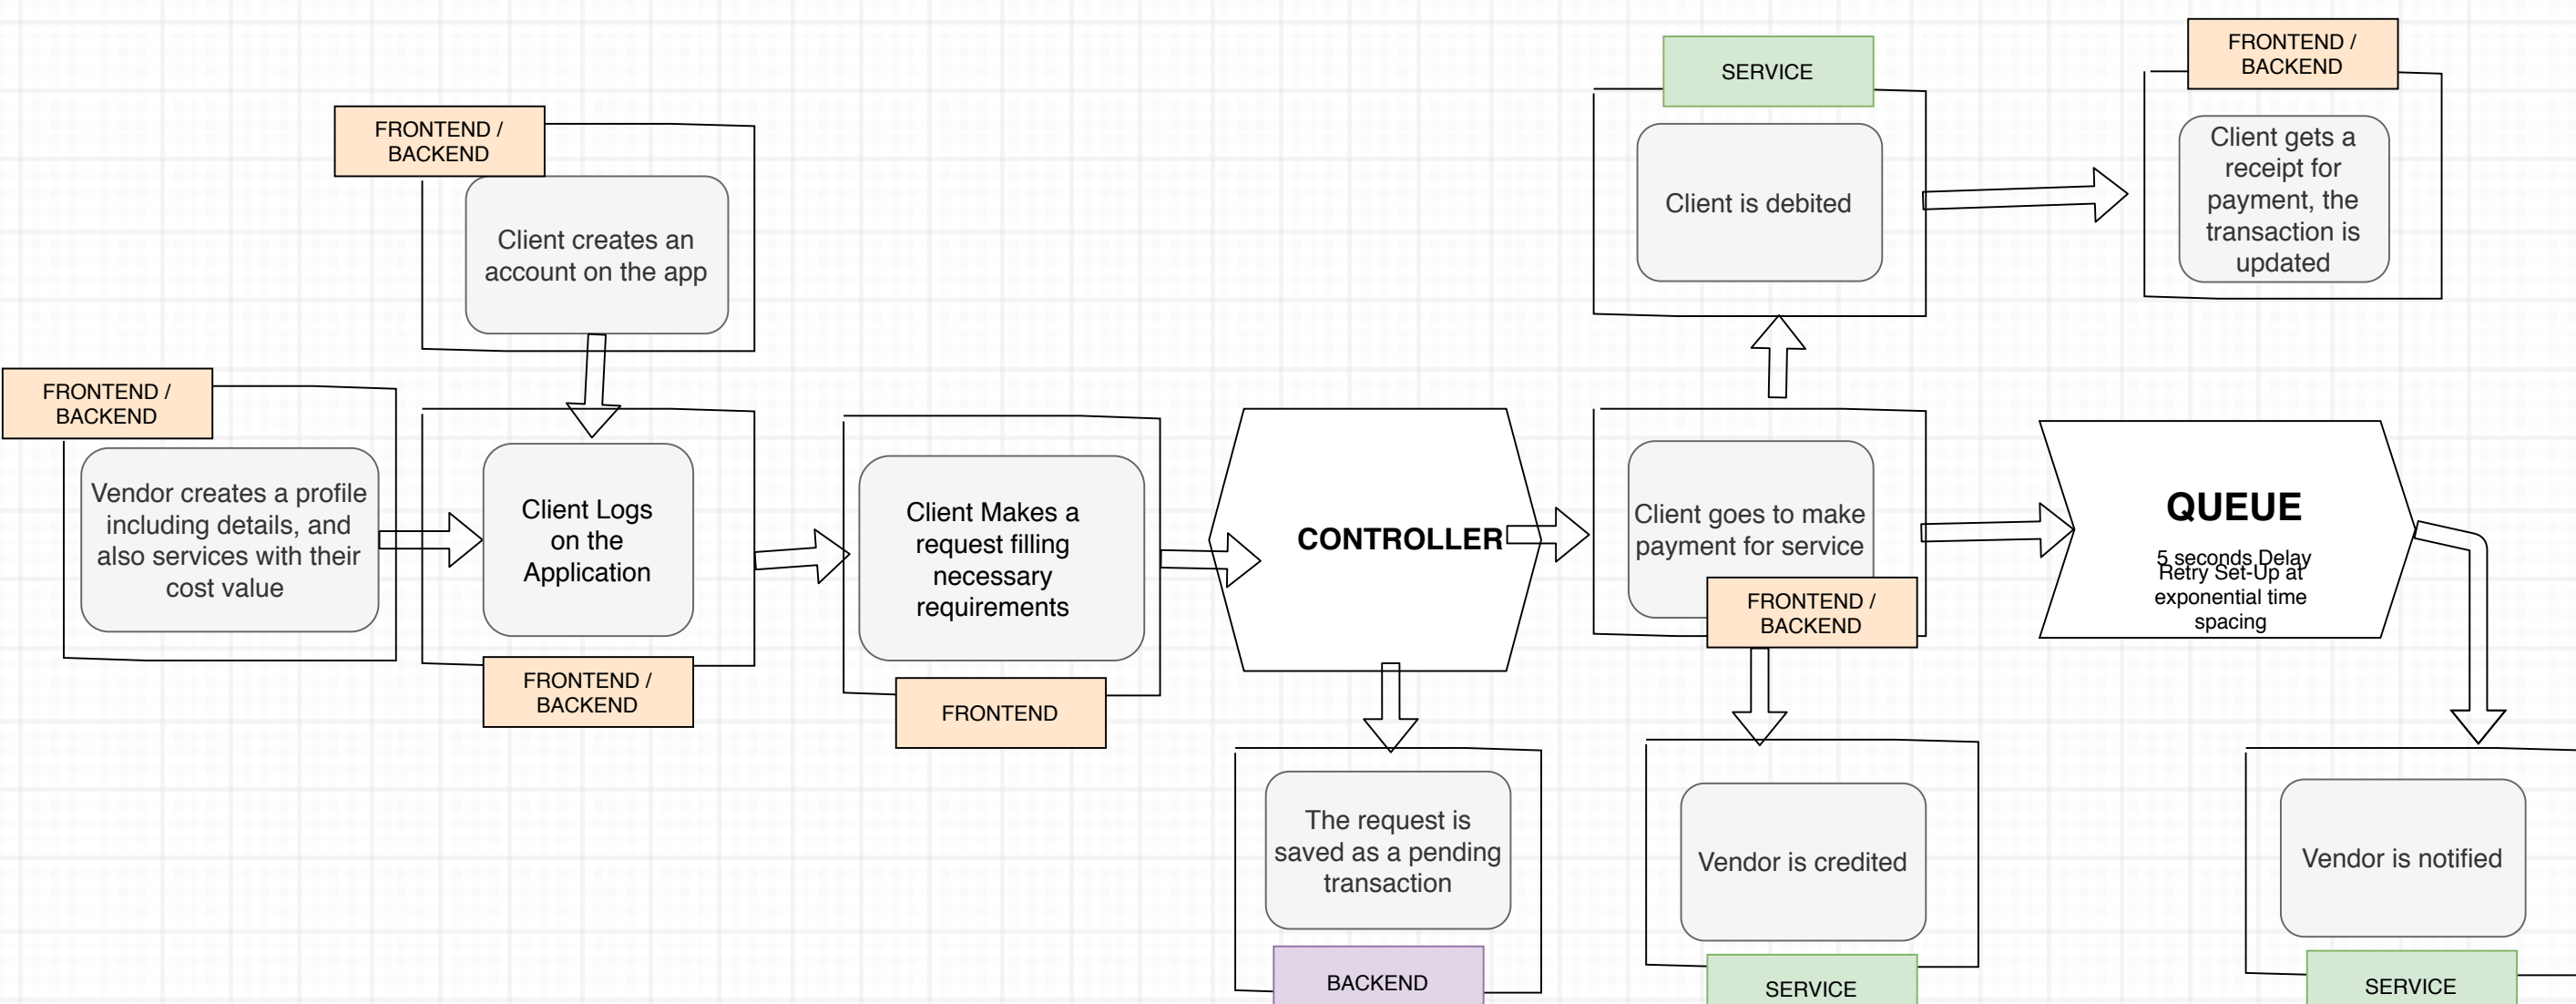 FRONTEND /
BACKEND
Client creates an
account on the app
FRONTEND /
BACKEND
Vendor creates a profile
including details, and
also services with their
cost value
Client Logs
on the
Application
FRONTEND /
BACKEND
Client Makes a
request filling
necessary
requirements
FRONTEND
CONTROLLER
The request is
saved as a pending
transaction
BACKEND
SERVICE
Client is debited
FRONTEND /
BACKEND
Client gets a
receipt for
payment, the
transaction is
updated
Client goes to make
payment for service
FRONTEND /
BACKEND
Vendor is credited
SERVICE
QUEUE
5 seconds Delay
Retry Set-Up at
exponential time
spacing
Vendor is notified
SERVICE